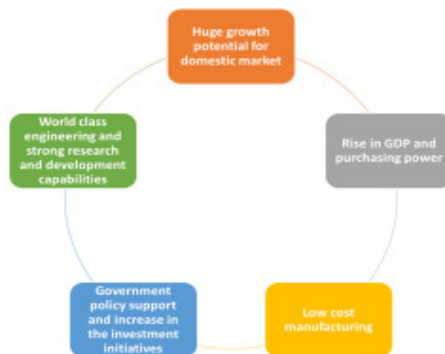 Huge growth
potential for
domestic market
Rise in GDP and
purchasing power
Low cost
manufacturing
Government
policy support
and increase in
the investment
initiatives
World class
engineering and
strong research
and development
capabilities